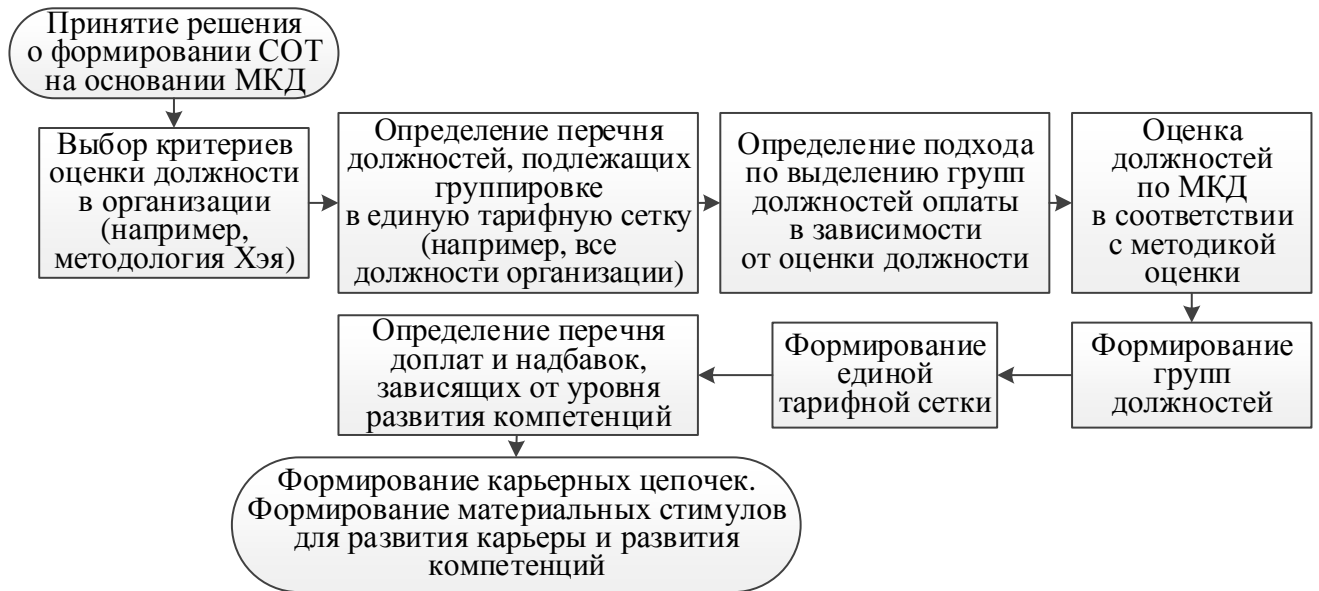 Принятие решения
о формировании СОТ
на основании МКД
Выбор критериев
оценки должности
в организации
(например,
методология Хэя)
Определение перечня
должностей, подлежащих
группировке
в единую тарифную сетку
(например, все
должности организации)
Определение подхода
по выделению групп
должностей оплаты
в зависимости
от оценки должности
Оценка
должностей
по МКД
в соответствии
с методикой
оценки
Формирование
групп
должностей
Формирование
единой
тарифной сетки
Определение перечня
доплат и надбавок,
зависящих от уровня
развития компетенций
Формирование карьерных цепочек.
Формирование материальных стимулов
для развития карьеры и развития
компетенций